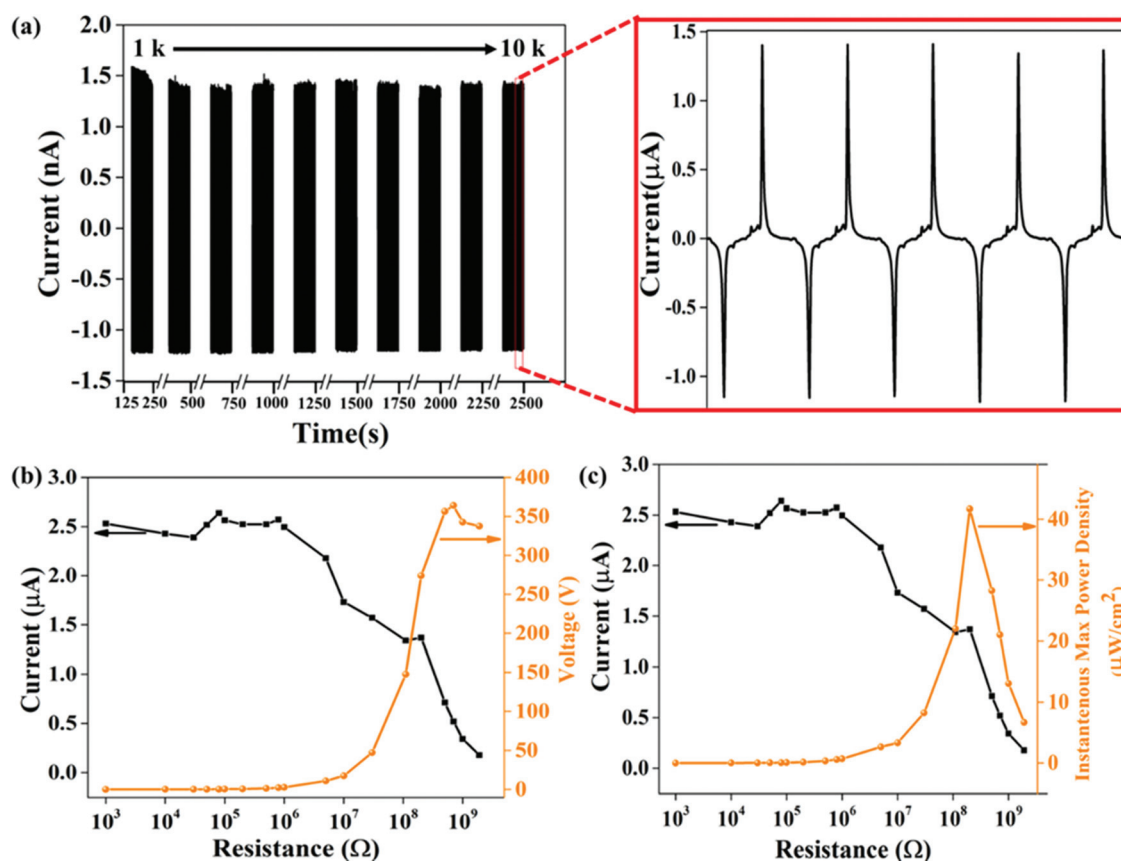 (a)
2.0
1.5
1.0
0.5
0.0
-0.5
-1.0
-1.5
Current (nA)
1 k
10 k
125 250 500 750 1000 1250 1500 1750 2000 2250 2500
Time(s)
1.5
1.0
0.5
0.0
-0.5
-1.0
Current(μA)
(b)
3.0
2.5
2.0
1.5
1.0
0.5
0.0
Current (μA)
400
350
300
250
200
150
100
50
0
Voltage (V)
10³ 10⁴ 10⁵ 10⁶ 10⁷ 10⁸ 10⁹
Resistance (Ω)
(c)
3.0
2.5
2.0
1.5
1.0
0.5
0.0
Current (μA)
40
30
20
10
0
Instantenous Max Power Density
(μW/cm²)
10³ 10⁴ 10⁵ 10⁶ 10⁷ 10⁸ 10⁹
Resistance (Ω)